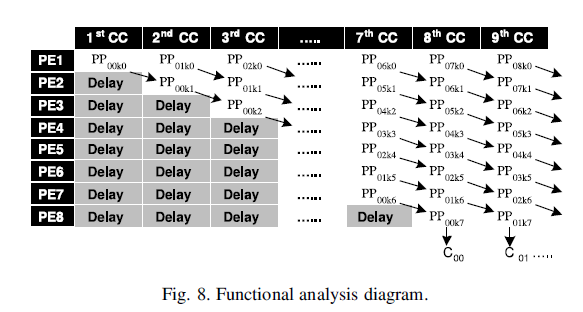 1st CC 2nd CC 3rd CC ..... 7th CC 8th CC 9th CC
PE1 PP00k0 PP01k0 PP02k0 ...... PP06k0 PP07k0 PP08k0
PE2 Delay PP00k1 PP01k1 ...... PP05k1 PP06k1 PP07k1
PE3 Delay Delay PP00k2 ...... PP04k2 PP05k2 PP06k2
PE4 Delay Delay Delay ...... PP03k3 PP04k3 PP05k3
PE5 Delay Delay Delay ...... PP02k4 PP03k4 PP04k4
PE6 Delay Delay Delay ...... PP01k5 PP02k5 PP03k5
PE7 Delay Delay Delay ...... PP00k6 PP01k6 PP02k6
PE8 Delay Delay Delay ...... Delay PP00k7 PP01k7
C00 C01 .....
Fig. 8. Functional analysis diagram.